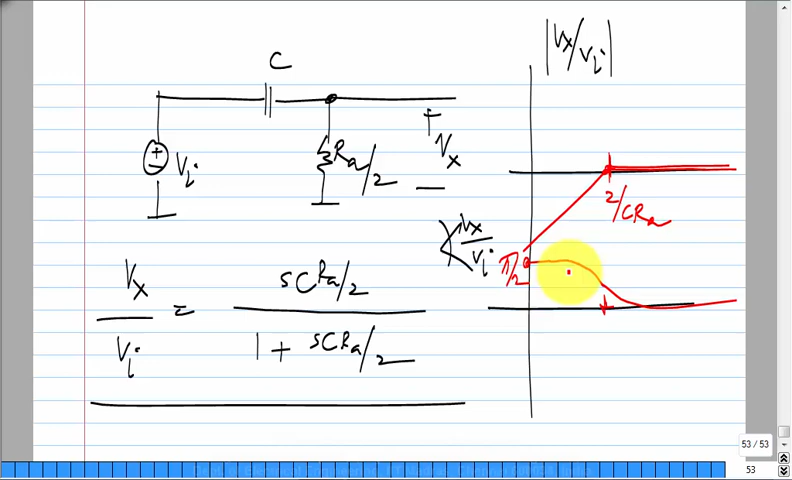 |Vx/Vi|
C
+
-
Vi
Ra/2
+
Vx
-
2/CRa
∠Vx/Vi
π/2
Vx/Vi = (sCRa/2)/(1 + sCRa/2)
53 / 53
53